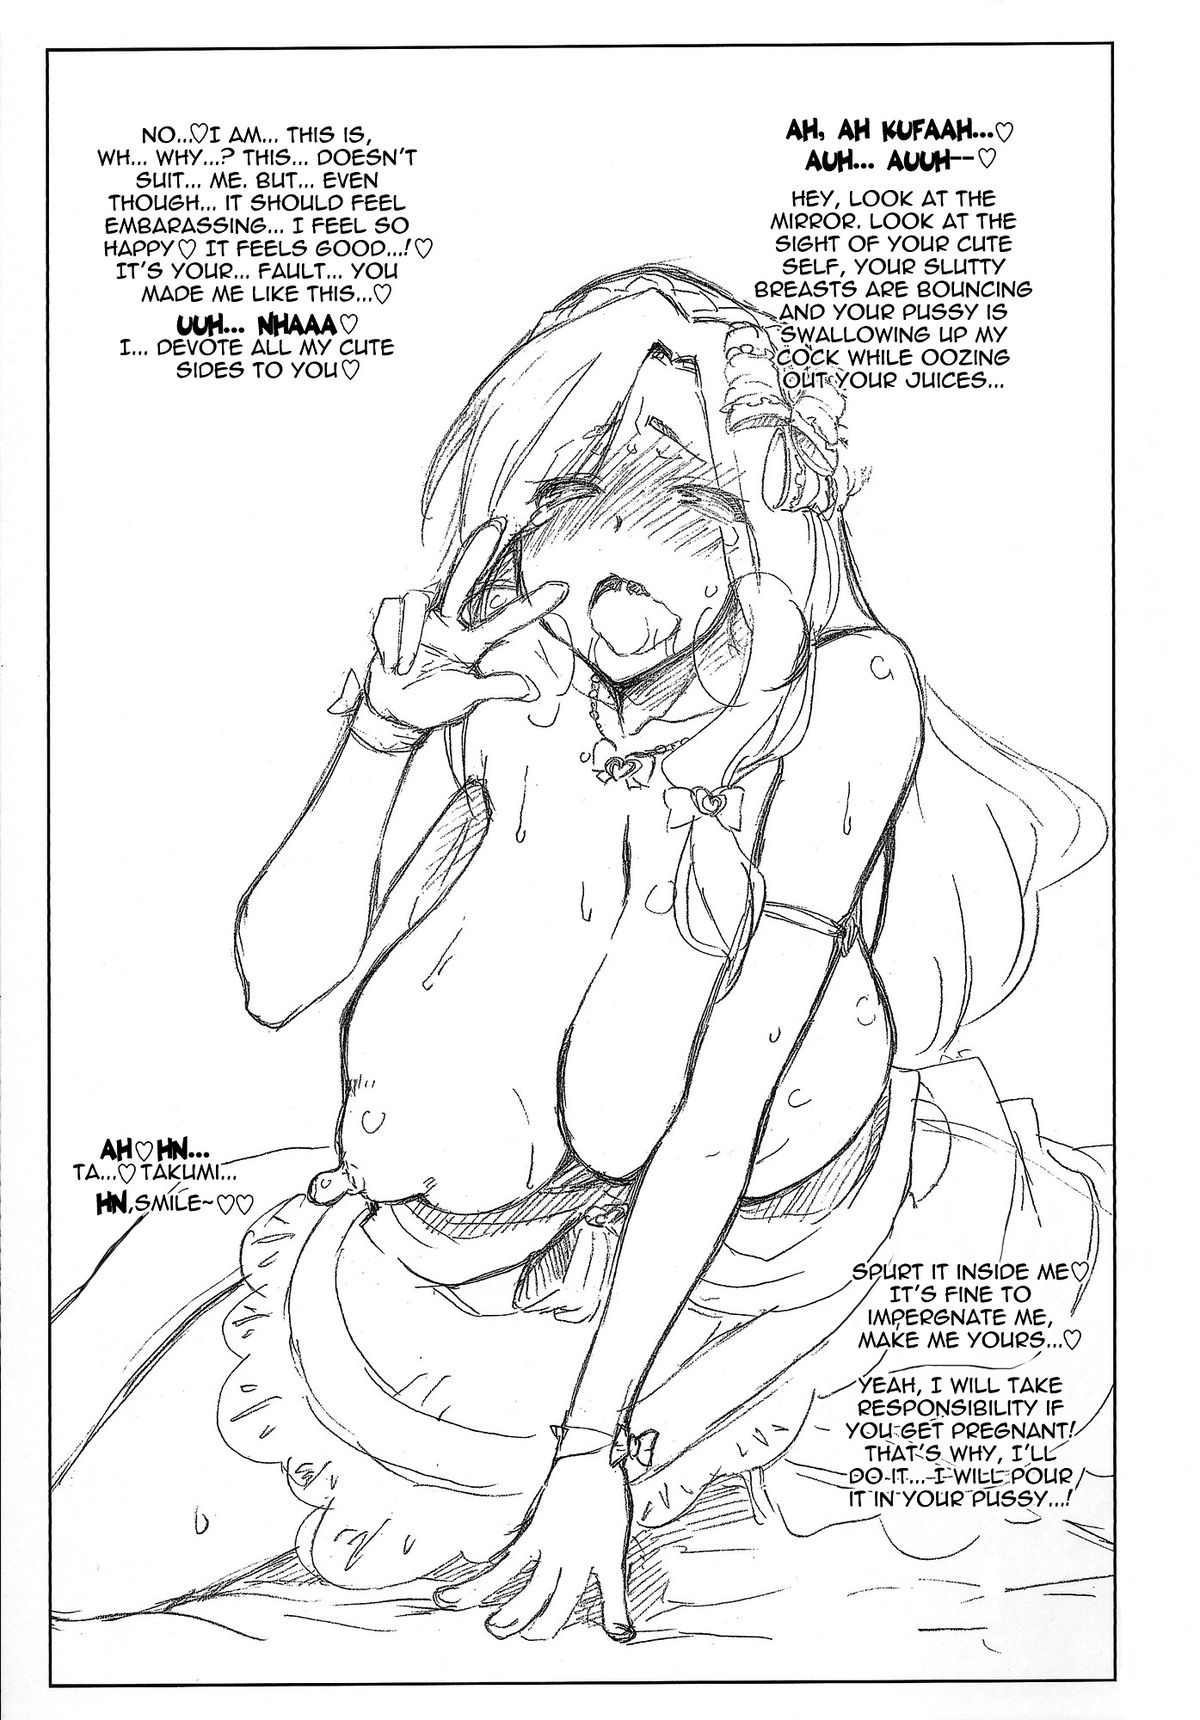 AH, AH KUFAAH...♡
AUH... AUUH--♡
HEY, LOOK AT THE
MIRROR. LOOK AT THE
SIGHT OF YOUR CUTE
SELF, YOUR SLUTTY
BREASTS ARE BOUNCING
AND YOUR PUSSY IS
SWALLOWING UP MY
COCK WHILE OOZING
OUT YOUR JUICES...
NO...♡I AM... THIS IS,
WH... WHY...? THIS... DOESN'T
SUIT... ME. BUT... EVEN
THOUGH... IT SHOULD FEEL
EMBARASSING... I FEEL SO
HAPPY♡ IT FEELS GOOD...!♡
IT'S YOUR... FAULT... YOU
MADE ME LIKE THIS...♡
UUH... NHAAA♡
I... DEVOTE ALL MY CUTE
SIDES TO YOU♡
AH♡HN...
TA...♡TAKUMI...
HN,SMILE~♡♡
SPURT IT INSIDE ME♡
IT'S FINE TO
IMPERGNATE ME,
MAKE ME YOURS...♡
YEAH, I WILL TAKE
RESPONSIBILITY IF
YOU GET PREGNANT!
THAT'S WHY, I'LL
DO IT... I WILL POUR
IT IN YOUR PUSSY...!